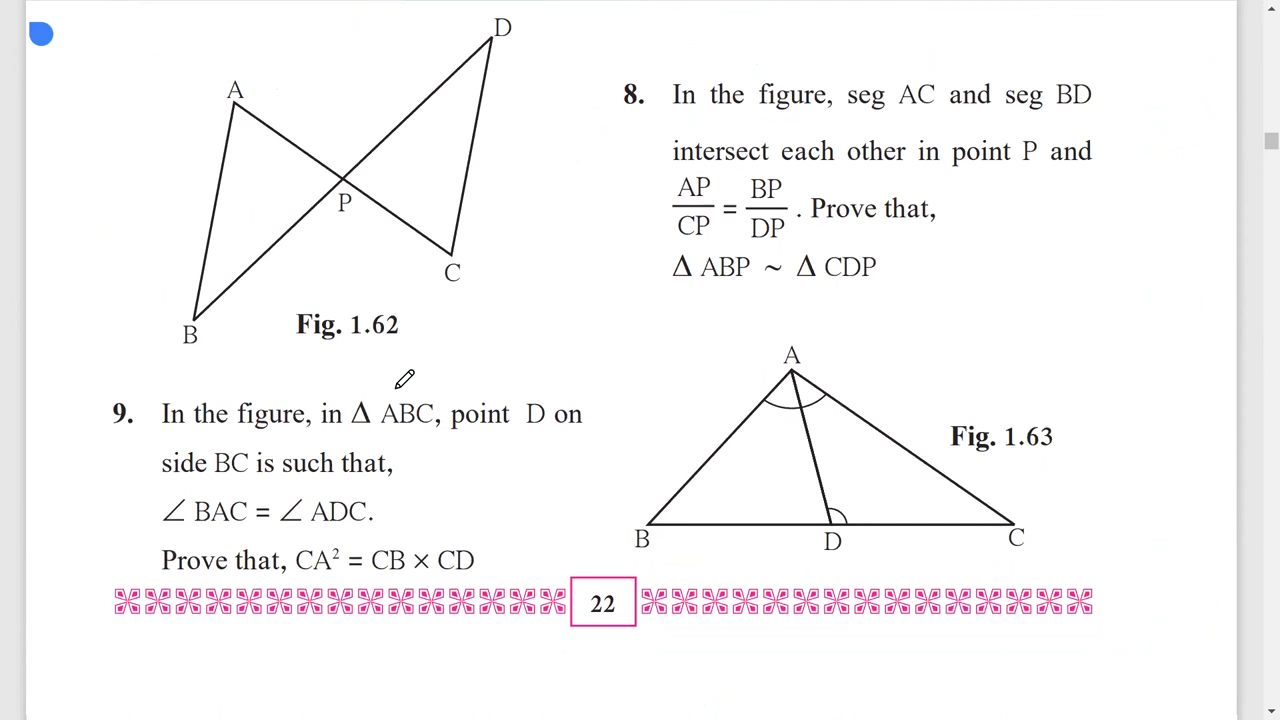 D
A
P
C
B
Fig. 1.62
8. In the figure, seg AC and seg BD
intersect each other in point P and
AP/CP = BP/DP . Prove that,
Δ ABP ~ Δ CDP
9. In the figure, in Δ ABC, point D on
side BC is such that,
∠ BAC = ∠ ADC.
Prove that, CA² = CB × CD
A
Fig. 1.63
B
D
C
22